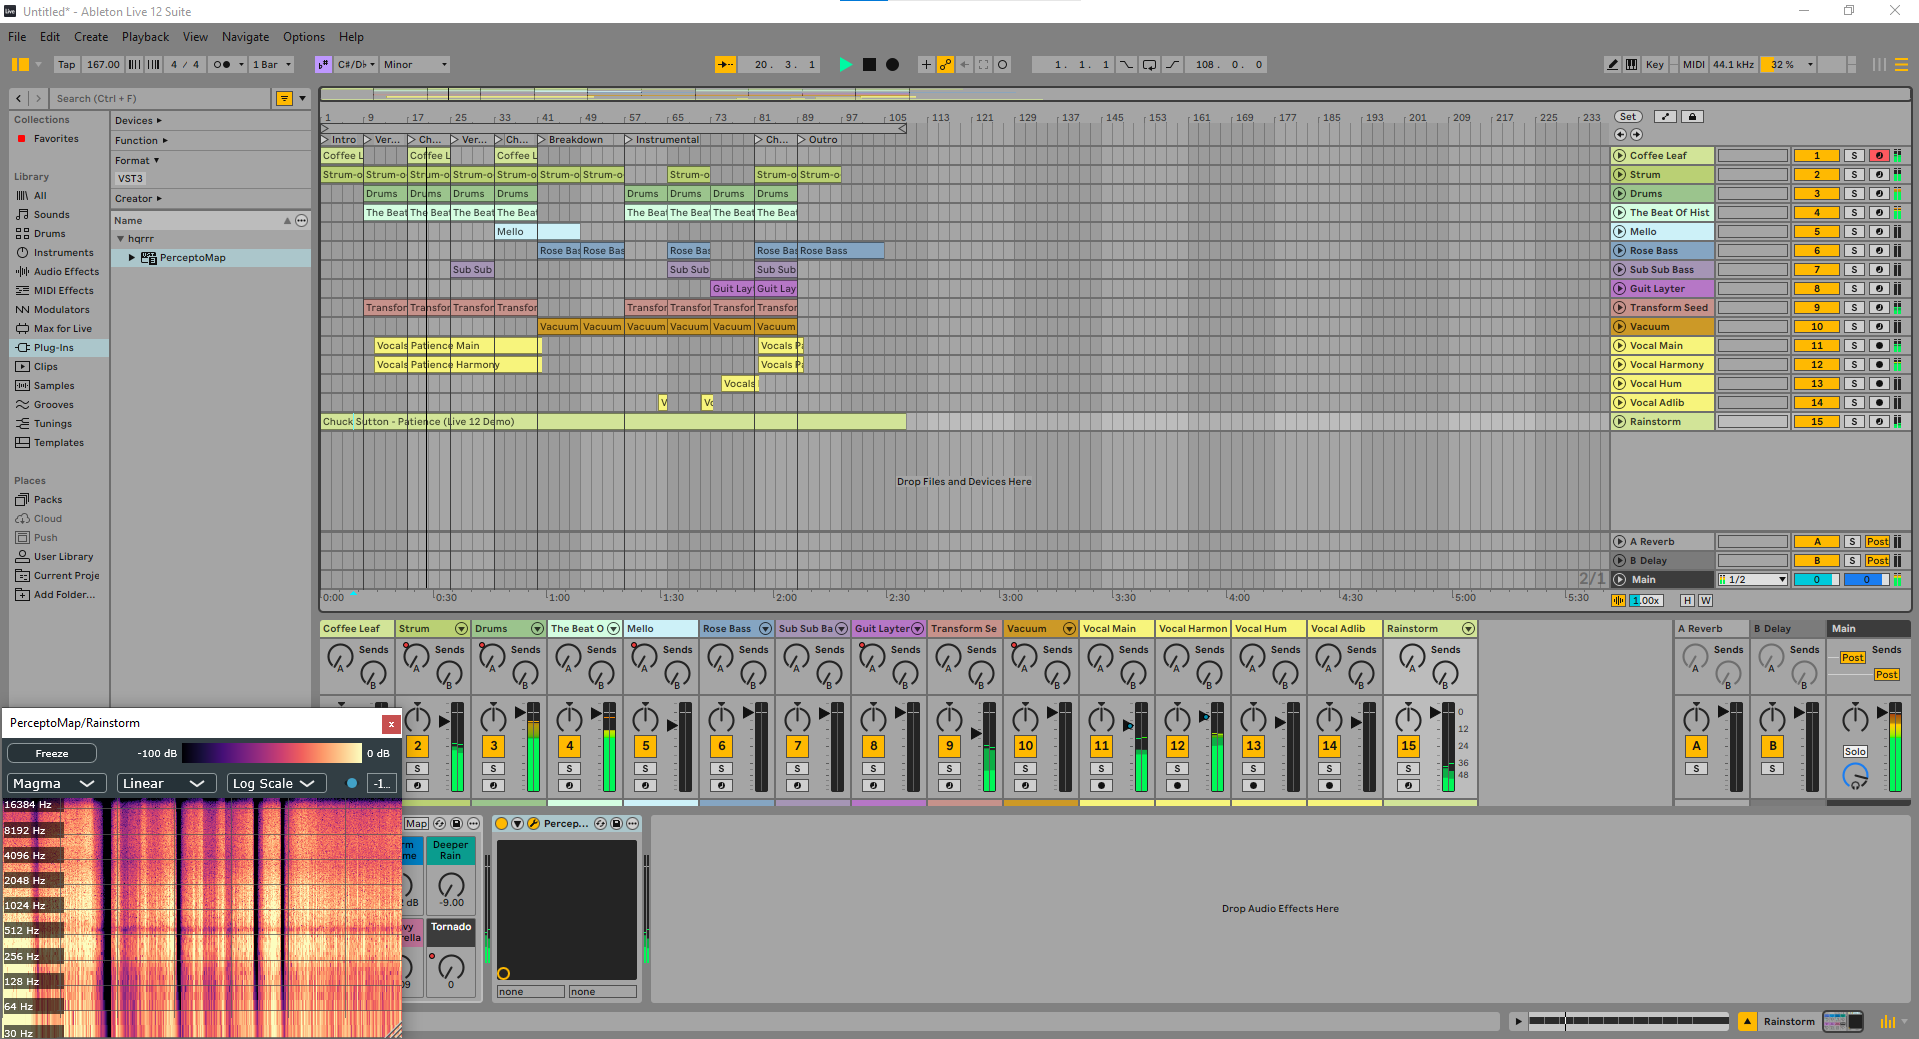 Untitled* - Ableton Live 12 Suite
File Edit Create Playback View Navigate Options Help
Tap 167.00 4 / 4 1 Bar C#/D♭ Minor 20. 3. 1 1. 1. 1 108. 0. 0 Key MIDI 44.1 kHz 32 %
Search (Ctrl + F)
Collections
Favorites
Library
All
Sounds
Drums
Instruments
Audio Effects
MIDI Effects
Modulators
Max for Live
Plug-Ins
Clips
Samples
Grooves
Tunings
Templates
Places
Packs
Cloud
Push
User Library
Current Proje
Add Folder...
Devices
Function
Format
VST3
Creator
Name
hqrrr
PerceptoMap
1 9 17 25 33 41 49 57 65 73 81 89 97 105 113 121 129 137 145 153 161 169 177 185 193 201 209 217 225 233
Intro Ver... Ch... Ver... Ch... Breakdown Instrumental Ch... Outro
Coffee L Coffee L Coffee L
Strum-o Strum-o Strum-o Strum-o Strum-o Strum-o Strum-o Strum-o Strum-o Strum-o
Drums Drums Drums Drums Drums Drums Drums Drums
The Beat The Beat The Beat The Beat The Beat The Beat The Beat The Beat
Mello
Rose Bas Rose Bas Rose Ba Rose Bas Rose Bass
Sub Sub Sub Sub Sub Sub
Guit Lay Guit Lay
Transfor Transfor Transfor Transfor Transfor Transfor Transfor Transfor
Vacuum Vacuum Vacuum Vacuum Vacuum Vacuum
Vocals Patience Main Vocals Pa
Vocals Patience Harmony Vocals Pa
Vocals
V Vo
Chuck Sutton - Patience (Live 12 Demo)
Drop Files and Devices Here
2/1
0:00 0:30 1:00 1:30 2:00 2:30 3:00 3:30 4:00 4:30 5:00 5:30
Set
Coffee Leaf 1 S
Strum 2 S
Drums 3 S
The Beat Of Hist 4 S
Mello 5 S
Rose Bass 6 S
Sub Sub Bass 7 S
Guit Layter 8 S
Transform Seed 9 S
Vacuum 10 S
Vocal Main 11 S
Vocal Harmony 12 S
Vocal Hum 13 S
Vocal Adlib 14 S
Rainstorm 15 S
A Reverb A S Post
B Delay B S Post
Main 1/2 0 0
1.00x H W
Coffee Leaf Strum Drums The Beat O Mello Rose Bass Sub Sub Ba Guit Layter Transform Se Vacuum Vocal Main Vocal Harmon Vocal Hum Vocal Adlib Rainstorm A Reverb B Delay Main
Sends Sends Sends Sends Sends Sends Sends Sends Sends Sends Sends Sends Sends Sends Sends Sends Sends Sends
A A A A A A A A A A A A A A A A A Post
B B B B B B B B B B B B B B B B B Post
0
12
24
36
48
2 3 4 5 6 7 8 9 10 11 12 13 14 15 A B Solo
S S S S S S S S S S S S S S S S
PerceptoMap/Rainstorm x
Freeze -100 dB 0 dB
Magma Linear Log Scale -1...
16384 Hz
8192 Hz
4096 Hz
2048 Hz
1024 Hz
512 Hz
256 Hz
128 Hz
64 Hz
30 Hz
Map
rm
me
Deeper
Rain
2 dB -9.00
vy
rella
Tornado
09 0
Percep...
none none
Drop Audio Effects Here
Rainstorm